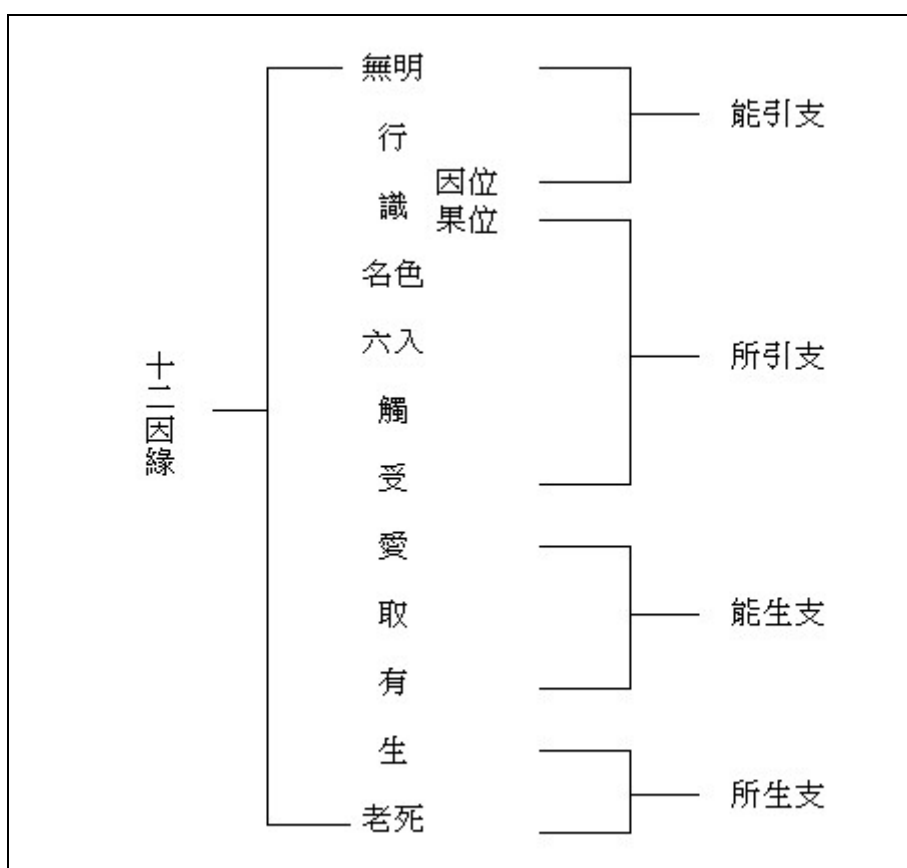 十二因緣
無明
行
識
因位
果位
名色
六入
觸
受
愛
取
有
生
老死
能引支
所引支
能生支
所生支